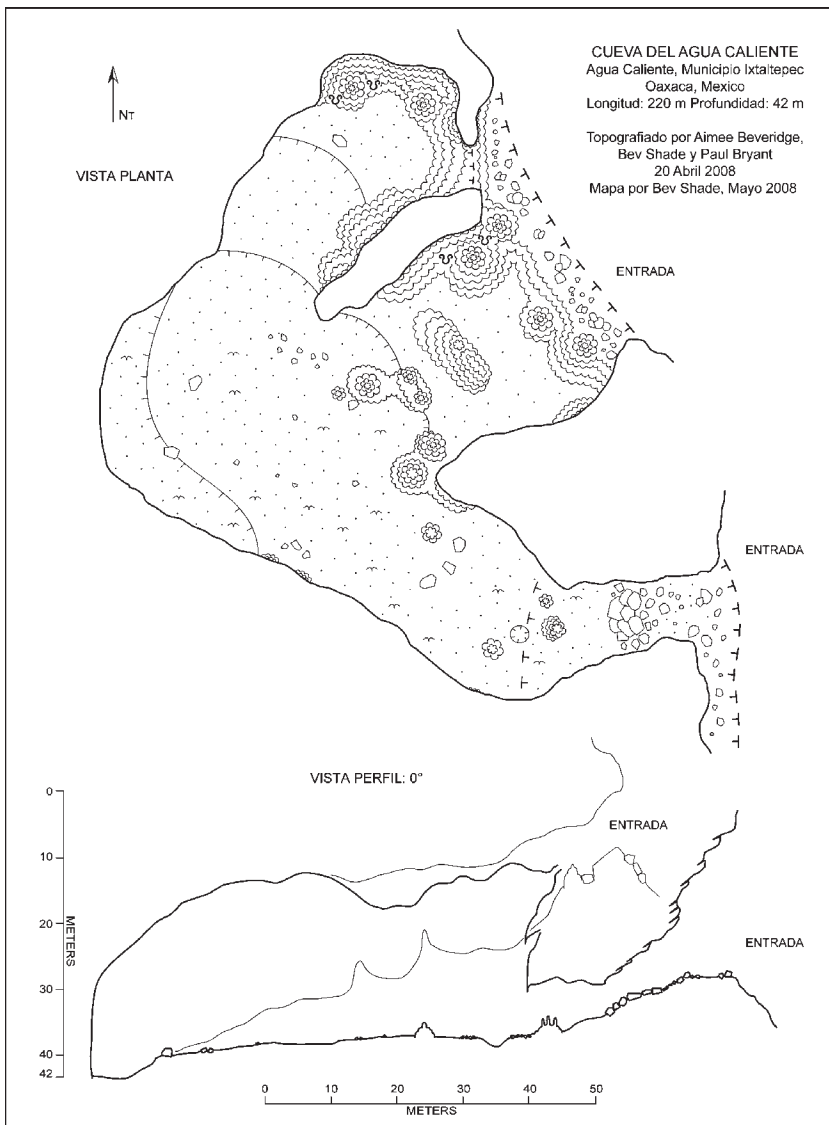 CUEVA DEL AGUA CALIENTE
Agua Caliente, Municipio Ixtaltepec
Oaxaca, Mexico
Longitud: 220 m Profundidad: 42 m
Topografiado por Aimee Beveridge,
Bev Shade y Paul Bryant
20 Abril 2008
Mapa por Bev Shade, Mayo 2008
NT
VISTA PLANTA
ENTRADA
ENTRADA
VISTA PERFIL: 0°
0
10
20
30
40
42
METERS
ENTRADA
ENTRADA
0 10 20 30 40 50
METERS